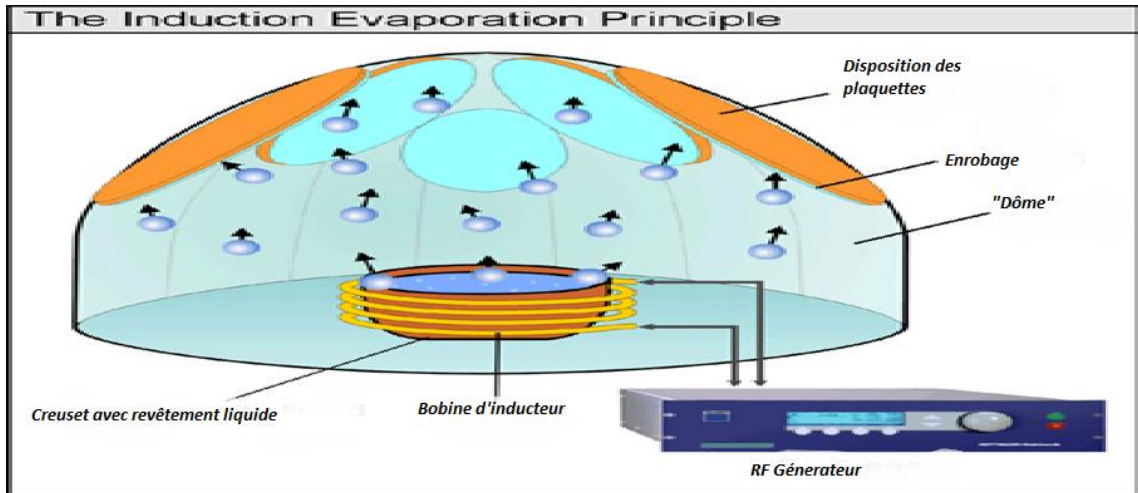 The Induction Evaporation Principle
Disposition des
plaquettes
Enrobage
"Dôme"
Creuset avec revêtement liquide
Bobine d'inducteur
RF Génerateur